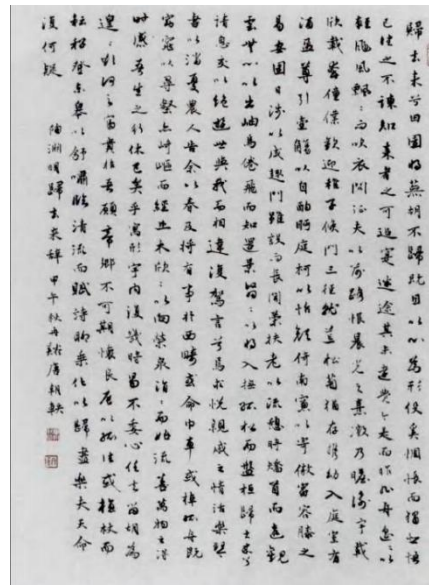 歸去來兮田園將蕪胡不歸既自以心為形役奚惆悵而獨悲悟
已往之不諫知來者之可追寔迷途其未遠覺今是而昨非舟遙遙以
輕颺風飄飄而吹衣問征夫以前路恨晨光之熹微乃瞻衡宇載
欣載奔僮僕歡迎稚子候門三徑就荒松菊猶存攜幼入室有
酒盈尊引壺觴以自酌眄庭柯以怡顏倚南窗以寄傲審容膝之
易安園日涉以成趣門雖設而長關策扶老以流憩時矯首而遐觀
雲無心以出岫鳥倦飛而知還景翳翳以將入撫孤松而盤桓歸去來兮
請息交以絕遊世與我而相違復駕言兮焉求悅親戚之情話樂琴
書以消憂農人告余以春及將有事於西疇或命巾車或棹孤舟既
窈窕以尋壑亦崎嶇而經丘木欣欣以向榮泉涓涓而始流善萬物之得
時感吾生之行休已矣乎寓形宇內復幾時曷不委心任去留胡為
遑遑欲何之富貴非吾願帝鄉不可期懷良辰以孤往或植杖而
耘耔登東皋以舒嘯臨清流而賦詩聊乘化以歸盡樂夫天命
復何疑
陶淵明歸去來辭 甲午秋月 唐朝軼